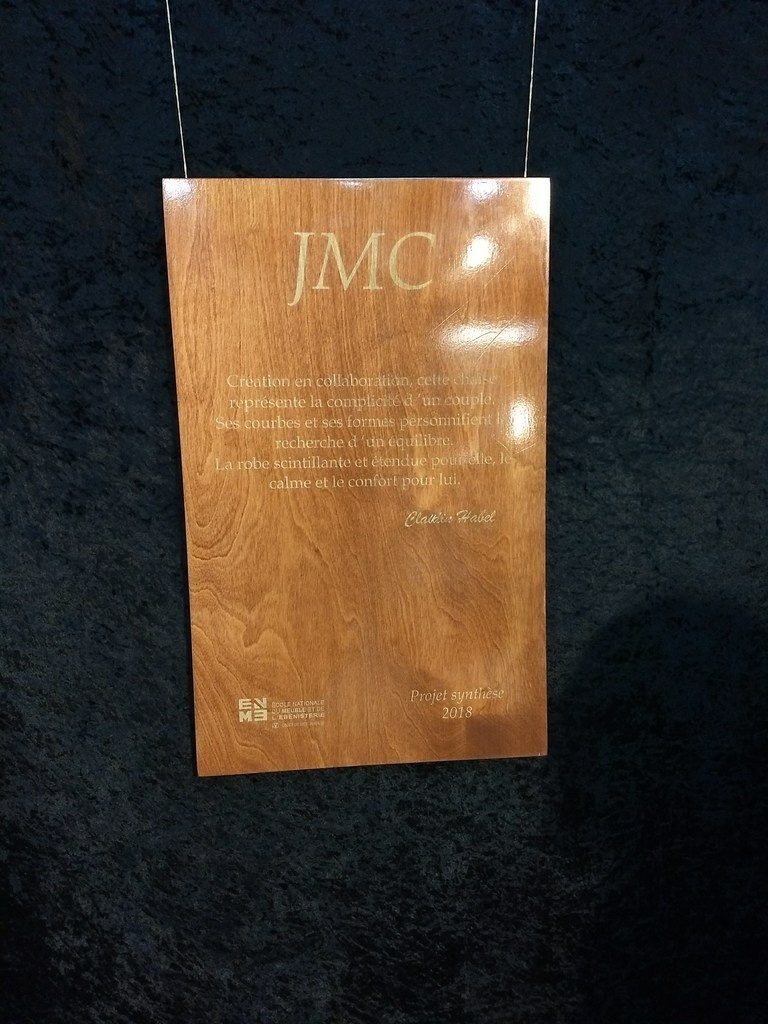 JMC
Création en collaboration, cette chaise
représente la complicité d'un couple.
Ses courbes et ses formes personnifient
recherche d'un équilibre.
La robe scintillante et étendue pour elle, le
calme et le confort pour lui.
Habel
EN
ME
ÉCOLE NATIONALE
DU MEUBLE ET DE
L'ÉBÉNISTERIE
Projet synthèse
2018